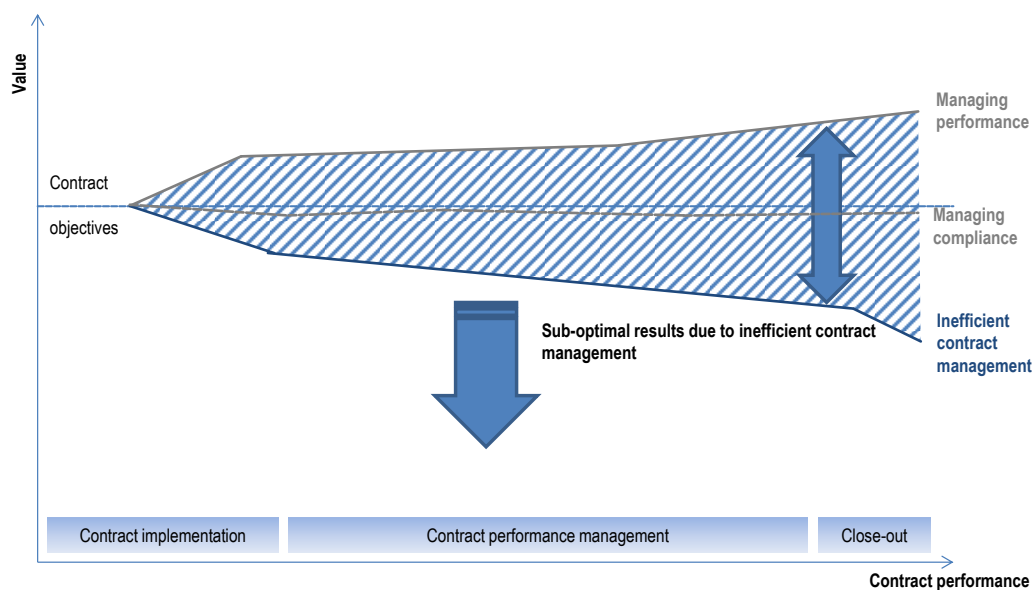 Value
Managing
performance
Contract
objectives
Managing
compliance
Sub-optimal results due to inefficient contract
management
Inefficient
contract
management
Contract implementation
Contract performance management
Close-out
Contract performance